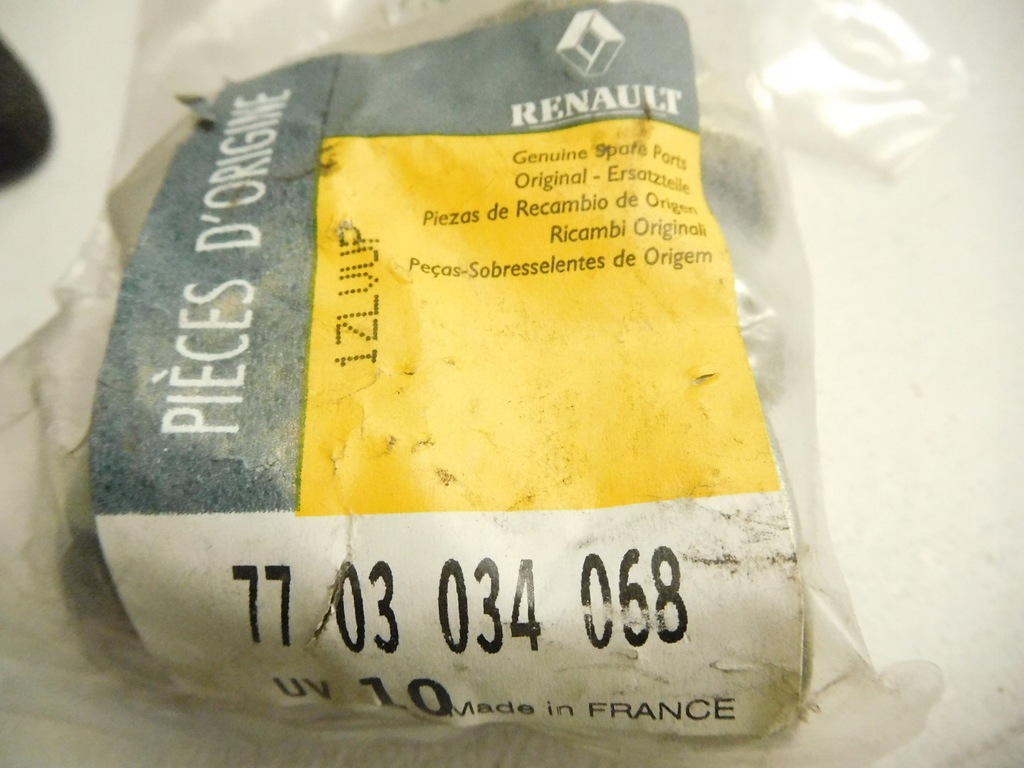 RENAULT
PIÈCES D'ORIGINE
Genuine Spare Parts
Original - Ersatzteile
Piezas de Recambio de Origen
Ricambi Originali
Peças-Sobresselentes de Origem
77 03 034 068
UV 10 Made in FRANCE